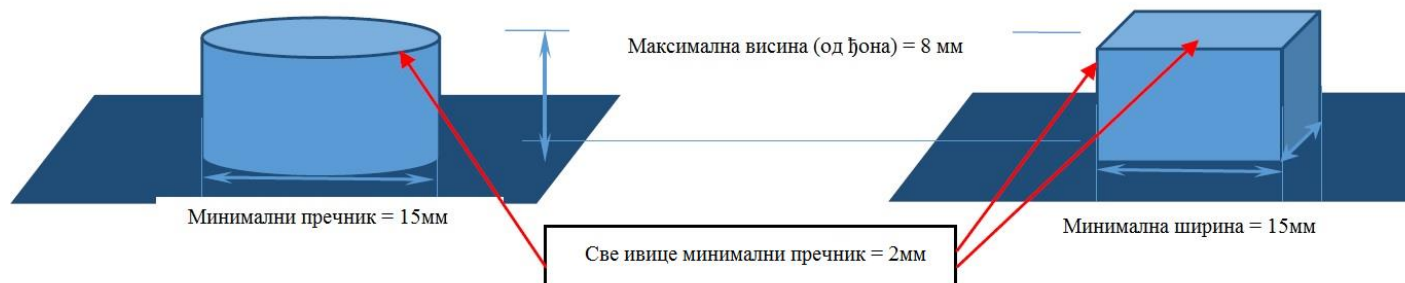 Максимална висина (од ђона) = 8 мм
Минимални пречник = 15мм
Минимална ширина = 15мм
Све ивице минимални пречник = 2мм